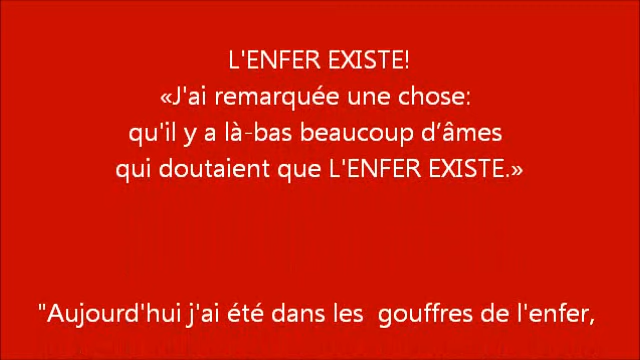 L'ENFER EXISTE!
«J'ai remarquée une chose:
qu'il y a là-bas beaucoup d’âmes
qui doutaient que L'ENFER EXISTE.»
"Aujourd'hui j'ai été dans les  gouffres de l'enfer,